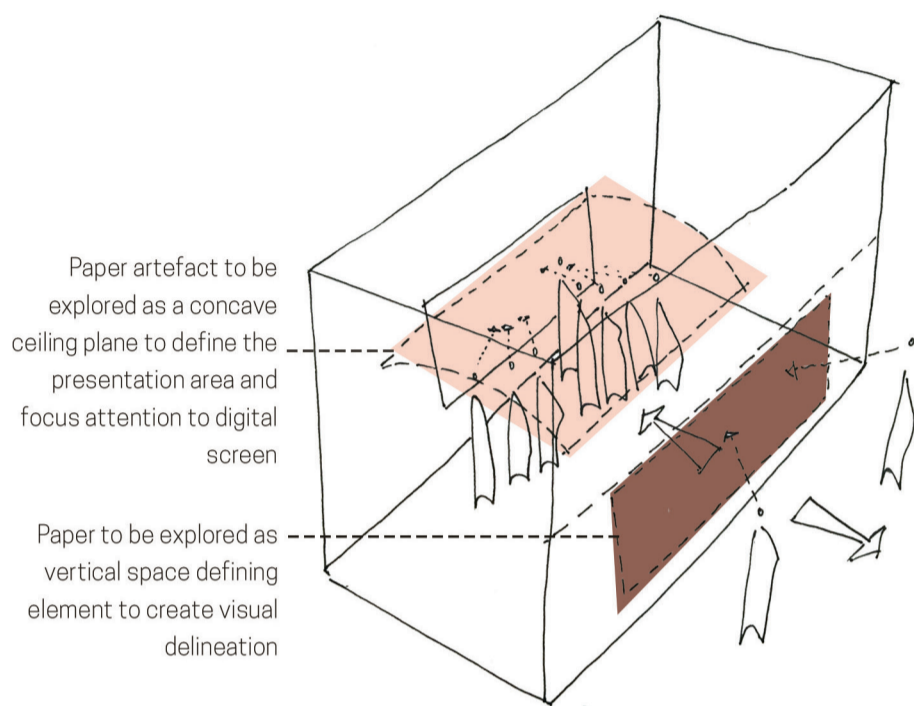 Paper artefact to be
explored as a concave
ceiling plane to define the
presentation area and
focus attention to digital
screen
Paper to be explored as
vertical space defining
element to create visual
delineation